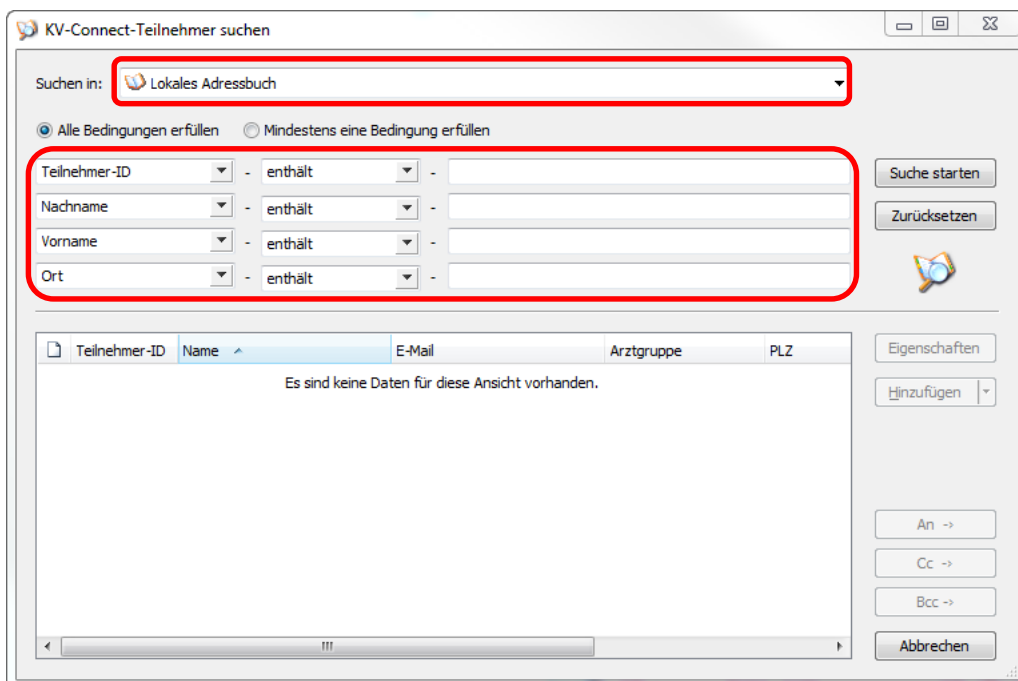 KV-Connect-Teilnehmer suchen
Suchen in: Lokales Adressbuch
Alle Bedingungen erfüllen Mindestens eine Bedingung erfüllen
Teilnehmer-ID - enthält - Suche starten
Nachname - enthält - Zurücksetzen
Vorname - enthält -
Ort - enthält -
Teilnehmer-ID Name E-Mail Arztgruppe PLZ Eigenschaften
Es sind keine Daten für diese Ansicht vorhanden.
Hinzufügen
An ->
Cc ->
Bcc ->
Abbrechen